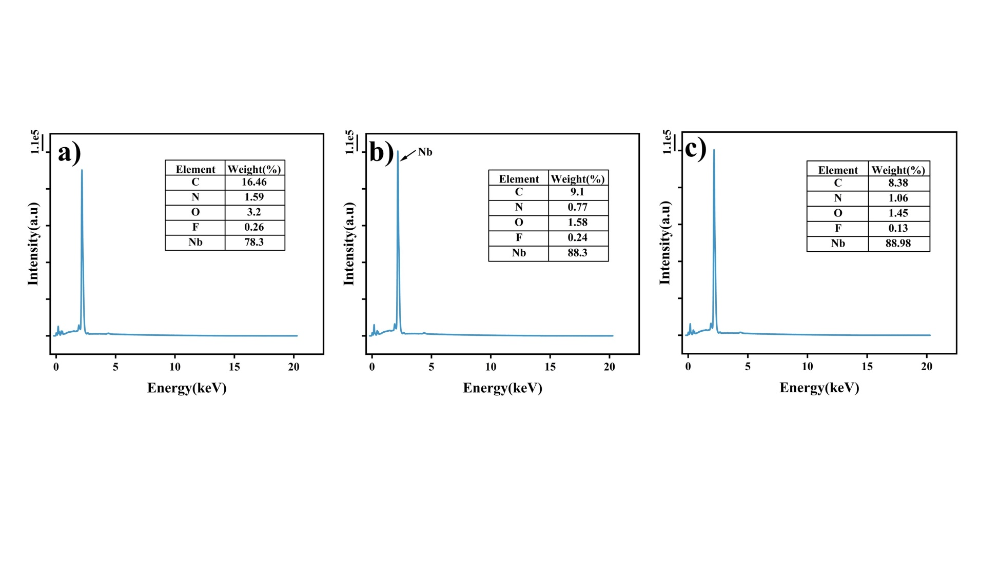 a)
1.1e5
Intensity(a.u)
Element Weight(%)
C 16.46
N 1.59
O 3.2
F 0.26
Nb 78.3
0 5 10 15 20
Energy(keV)
b)
1.1e5
Intensity(a.u)
Nb
Element Weight(%)
C 9.1
N 0.77
O 1.58
F 0.24
Nb 88.3
0 5 10 15 20
Energy(keV)
c)
1.1e5
Intensity(a.u)
Element Weight(%)
C 8.38
N 1.06
O 1.45
F 0.13
Nb 88.98
0 5 10 15 20
Energy(keV)